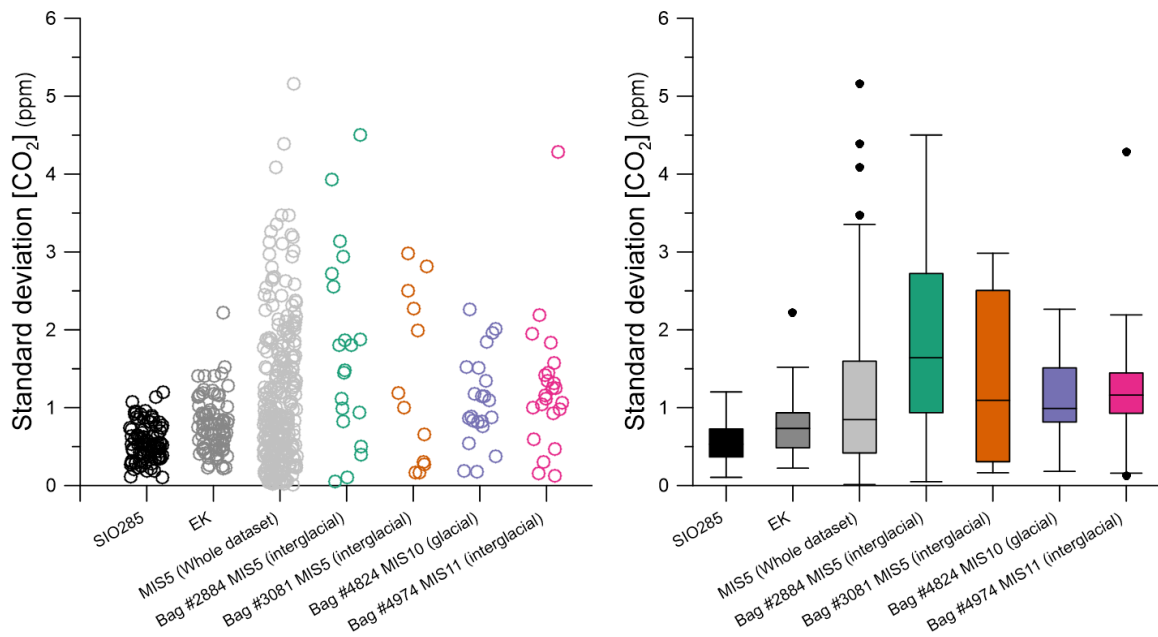 Standard deviation [CO₂] (ppm)
6
5
4
3
2
1
0
SIO285
EK
MIS5 (Whole dataset)
Bag #2884 MIS5 (interglacial)
Bag #3081 MIS5 (interglacial)
Bag #4824 MIS10 (glacial)
Bag #4974 MIS11 (interglacial)
Standard deviation [CO₂] (ppm)
6
5
4
3
2
1
0
SIO285
EK
MIS5 (Whole dataset)
Bag #2884 MIS5 (interglacial)
Bag #3081 MIS5 (interglacial)
Bag #4824 MIS10 (glacial)
Bag #4974 MIS11 (interglacial)